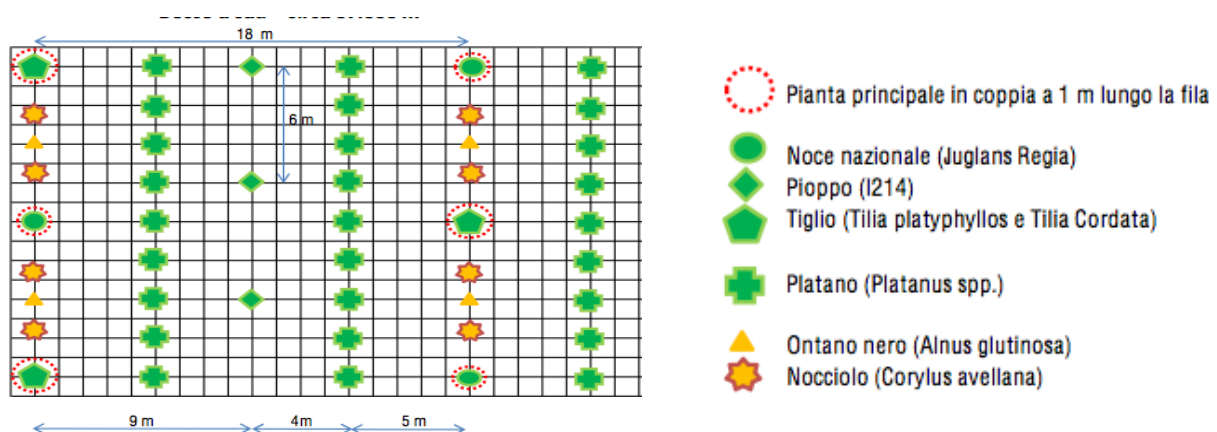 18 m
6 m
9 m
4m
5 m
Pianta principale in coppia a 1 m lungo la fila
Noce nazionale (Juglans Regia)
Pioppo (I214)
Tiglio (Tilia platyphyllos e Tilia Cordata)
Platano (Platanus spp.)
Ontano nero (Alnus glutinosa)
Nocciolo (Corylus avellana)